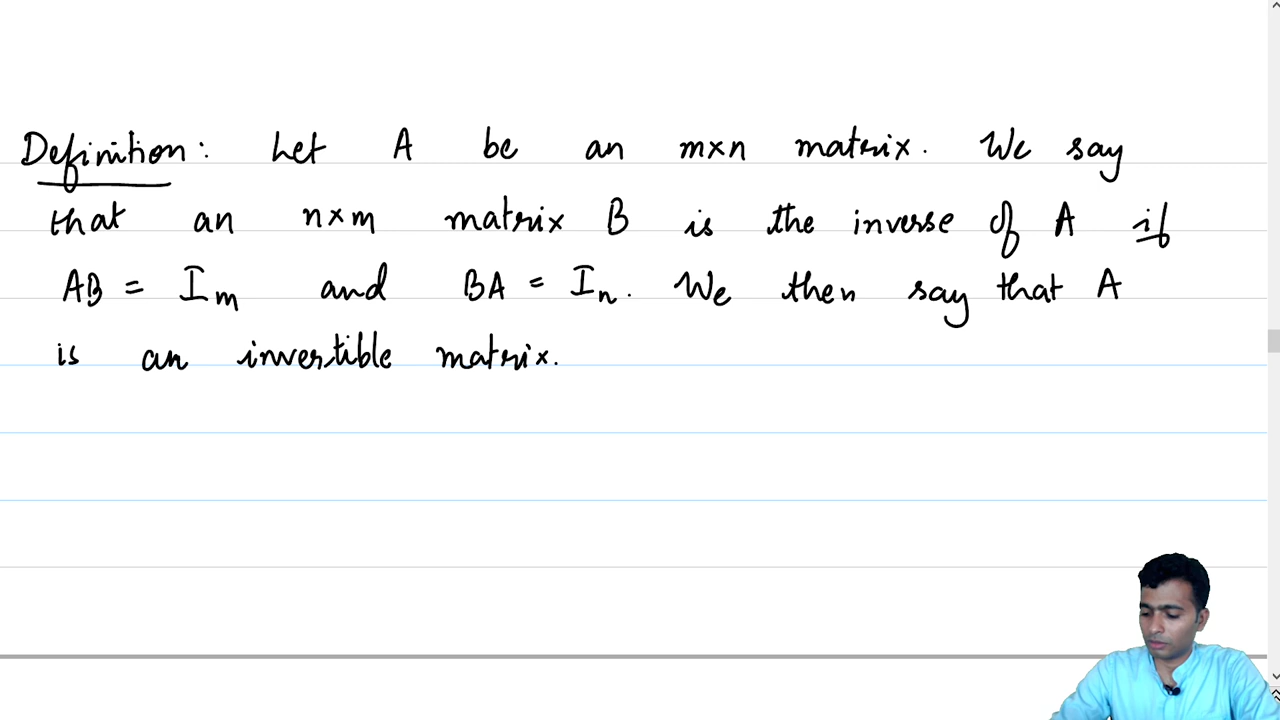 Definition: Let A be an m×n matrix. We say
that an n×m matrix B is the inverse of A if
AB = Iₘ and BA = Iₙ. We then say that A
is an invertible matrix.